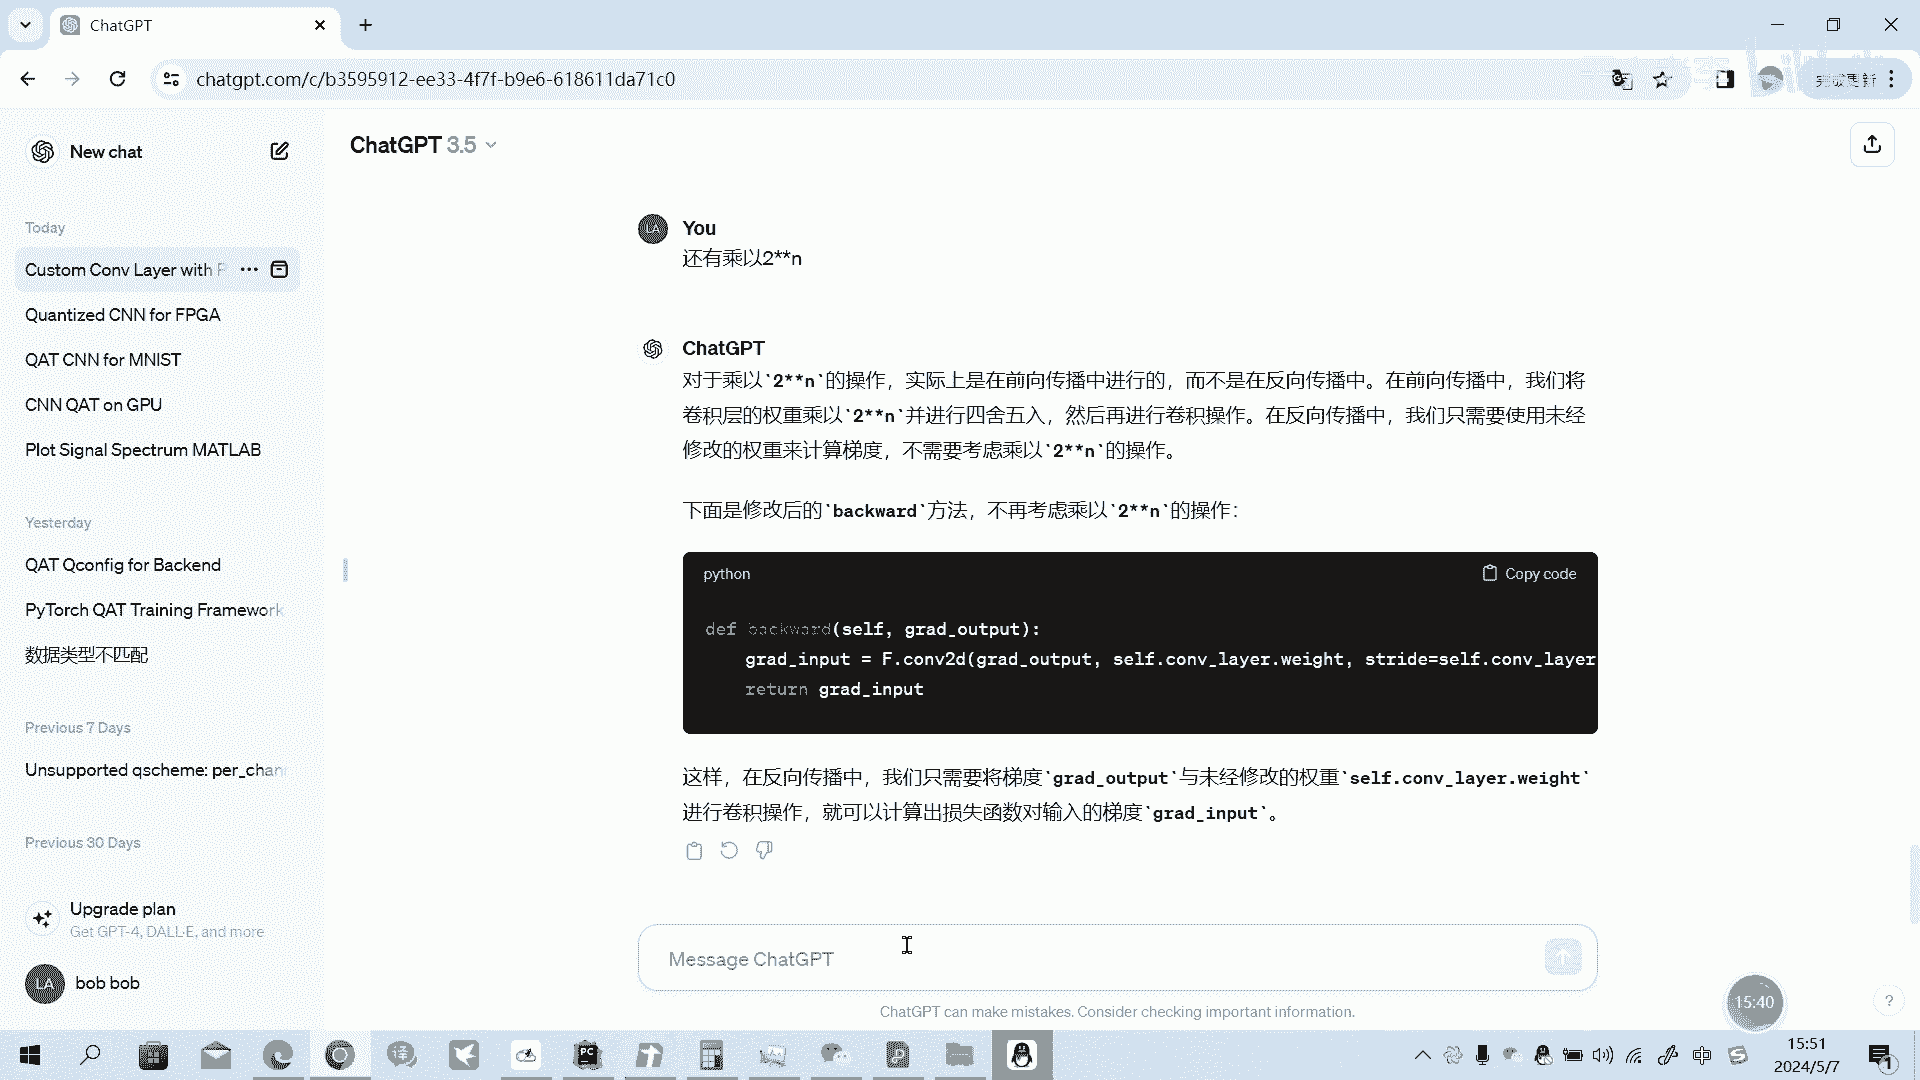 ChatGPT
chatgpt.com/c/b3595912-ee33-4f7f-b9e6-618611da71c0
完成更新
New chat
ChatGPT 3.5
Today
Custom Conv Layer with
Quantized CNN for FPGA
QAT CNN for MNIST
CNN QAT on GPU
Plot Signal Spectrum MATLAB
Yesterday
QAT Qconfig for Backend
PyTorch QAT Training Framework
数据类型不匹配
Previous 7 Days
Unsupported qscheme: per_chan
Previous 30 Days
Upgrade plan
Get GPT-4, DALL·E, and more
LA
bob bob
LA
You
还有乘以2**n
ChatGPT
对于乘以`2**n`的操作，实际上是在前向传播中进行的，而不是在反向传播中。在前向传播中，我们将
卷积层的权重乘以`2**n`并进行四舍五入，然后再进行卷积操作。在反向传播中，我们只需要使用未经
修改的权重来计算梯度，不需要考虑乘以`2**n`的操作。
下面是修改后的`backward`方法，不再考虑乘以`2**n`的操作：
python
Copy code
def backward(self, grad_output):
grad_input = F.conv2d(grad_output, self.conv_layer.weight, stride=self.conv_layer
return grad_input
这样，在反向传播中，我们只需要将梯度`grad_output`与未经修改的权重`self.conv_layer.weight`
进行卷积操作，就可以计算出损失函数对输入的梯度`grad_input`。
Message ChatGPT
ChatGPT can make mistakes. Consider checking important information.
15:40
?
PC
译
中
15:51
2024/5/7
1